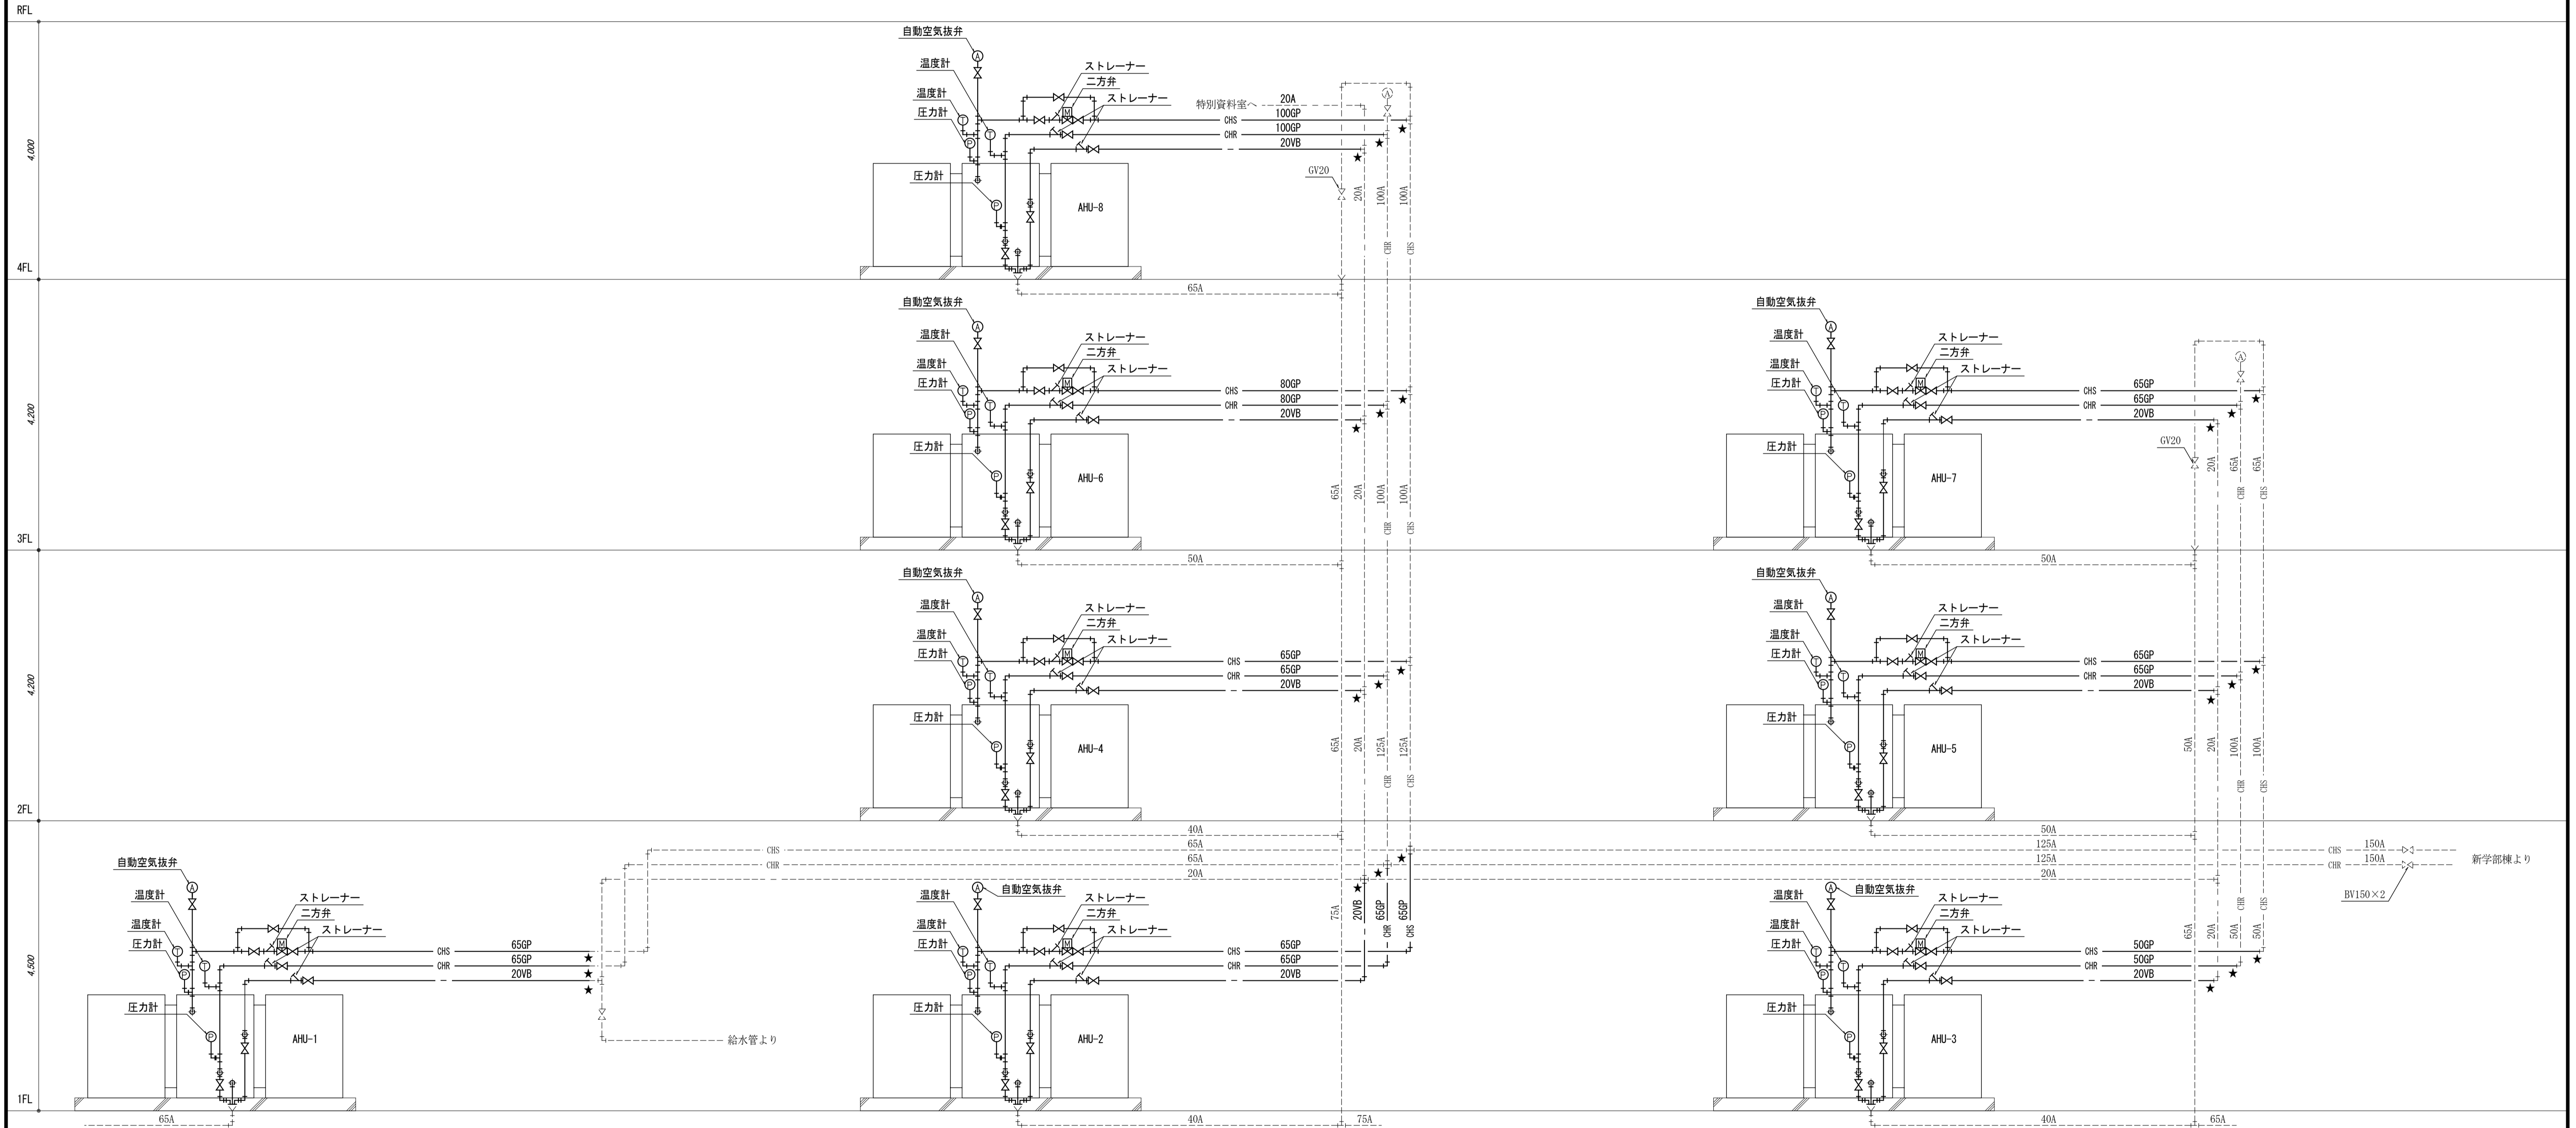 RFL
4,000
自動空気抜弁
温度計
温度計
圧力計
圧力計
ストレーナー
二方弁
ストレーナー
A
T
T
P
P
M
AHU-8
特別資料室へ
20A
CHS
100GP
CHR
100GP
20VB
★
★
★
A
GV20
20A
100A
100A
CHR
CHS
4FL
65A
4,200
自動空気抜弁
温度計
温度計
圧力計
圧力計
ストレーナー
二方弁
ストレーナー
A
T
T
P
P
M
AHU-6
CHS
80GP
CHR
80GP
20VB
★
★
★
65A
20A
100A
100A
CHR
CHS
自動空気抜弁
温度計
温度計
圧力計
圧力計
ストレーナー
二方弁
ストレーナー
A
T
T
P
P
M
AHU-7
CHS
65GP
CHR
65GP
20VB
★
★
★
A
GV20
20A
65A
65A
CHR
CHS
3FL
50A
50A
4,200
自動空気抜弁
温度計
温度計
圧力計
圧力計
ストレーナー
二方弁
ストレーナー
A
T
T
P
P
M
AHU-4
CHS
65GP
CHR
65GP
20VB
★
★
★
65A
20A
125A
125A
CHR
CHS
自動空気抜弁
温度計
温度計
圧力計
圧力計
ストレーナー
二方弁
ストレーナー
A
T
T
P
P
M
AHU-5
CHS
65GP
CHR
65GP
20VB
★
★
★
50A
20A
100A
100A
CHR
CHS
2FL
40A
50A
CHS
65A
125A
CHS
150A
CHR
65A
125A
CHR
150A
新学部棟より
20A
20A
BV150×2
4,500
自動空気抜弁
温度計
温度計
圧力計
圧力計
ストレーナー
二方弁
ストレーナー
A
T
T
P
P
M
AHU-1
CHS
65GP
CHR
65GP
20VB
★
★
★
給水管より
自動空気抜弁
温度計
温度計
圧力計
圧力計
ストレーナー
二方弁
ストレーナー
A
T
T
P
P
M
AHU-2
CHS
65GP
CHR
65GP
20VB
★
★
★
75A
20VB
65GP
65GP
CHR
CHS
自動空気抜弁
温度計
温度計
圧力計
圧力計
ストレーナー
二方弁
ストレーナー
A
T
T
P
P
M
AHU-3
CHS
50GP
CHR
50GP
20VB
★
★
★
65A
20A
50A
50A
CHR
CHS
1FL
65A
40A
75A
40A
65A